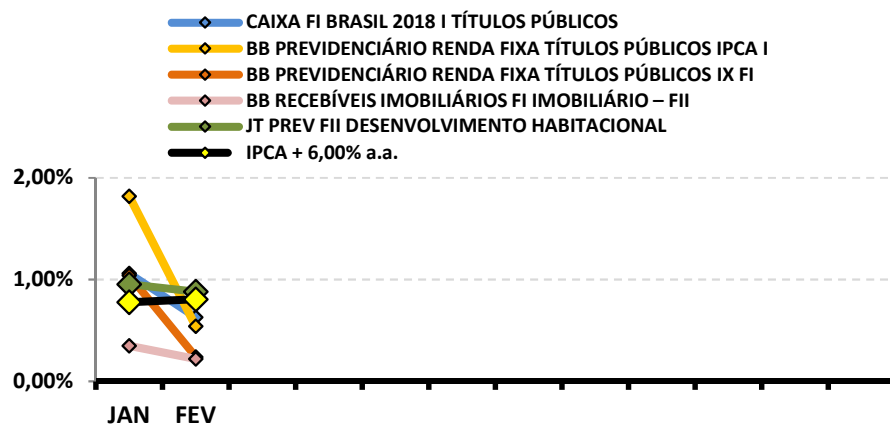 CAIXA FI BRASIL 2018 I TÍTULOS PÚBLICOS
BB PREVIDENCIÁRIO RENDA FIXA TÍTULOS PÚBLICOS IPCA I
BB PREVIDENCIÁRIO RENDA FIXA TÍTULOS PÚBLICOS IX FI
BB RECEBÍVEIS IMOBILIÁRIOS FI IMOBILIÁRIO – FII
JT PREV FII DESENVOLVIMENTO HABITACIONAL
IPCA + 6,00% a.a.
2,00%
1,00%
0,00%
JAN FEV